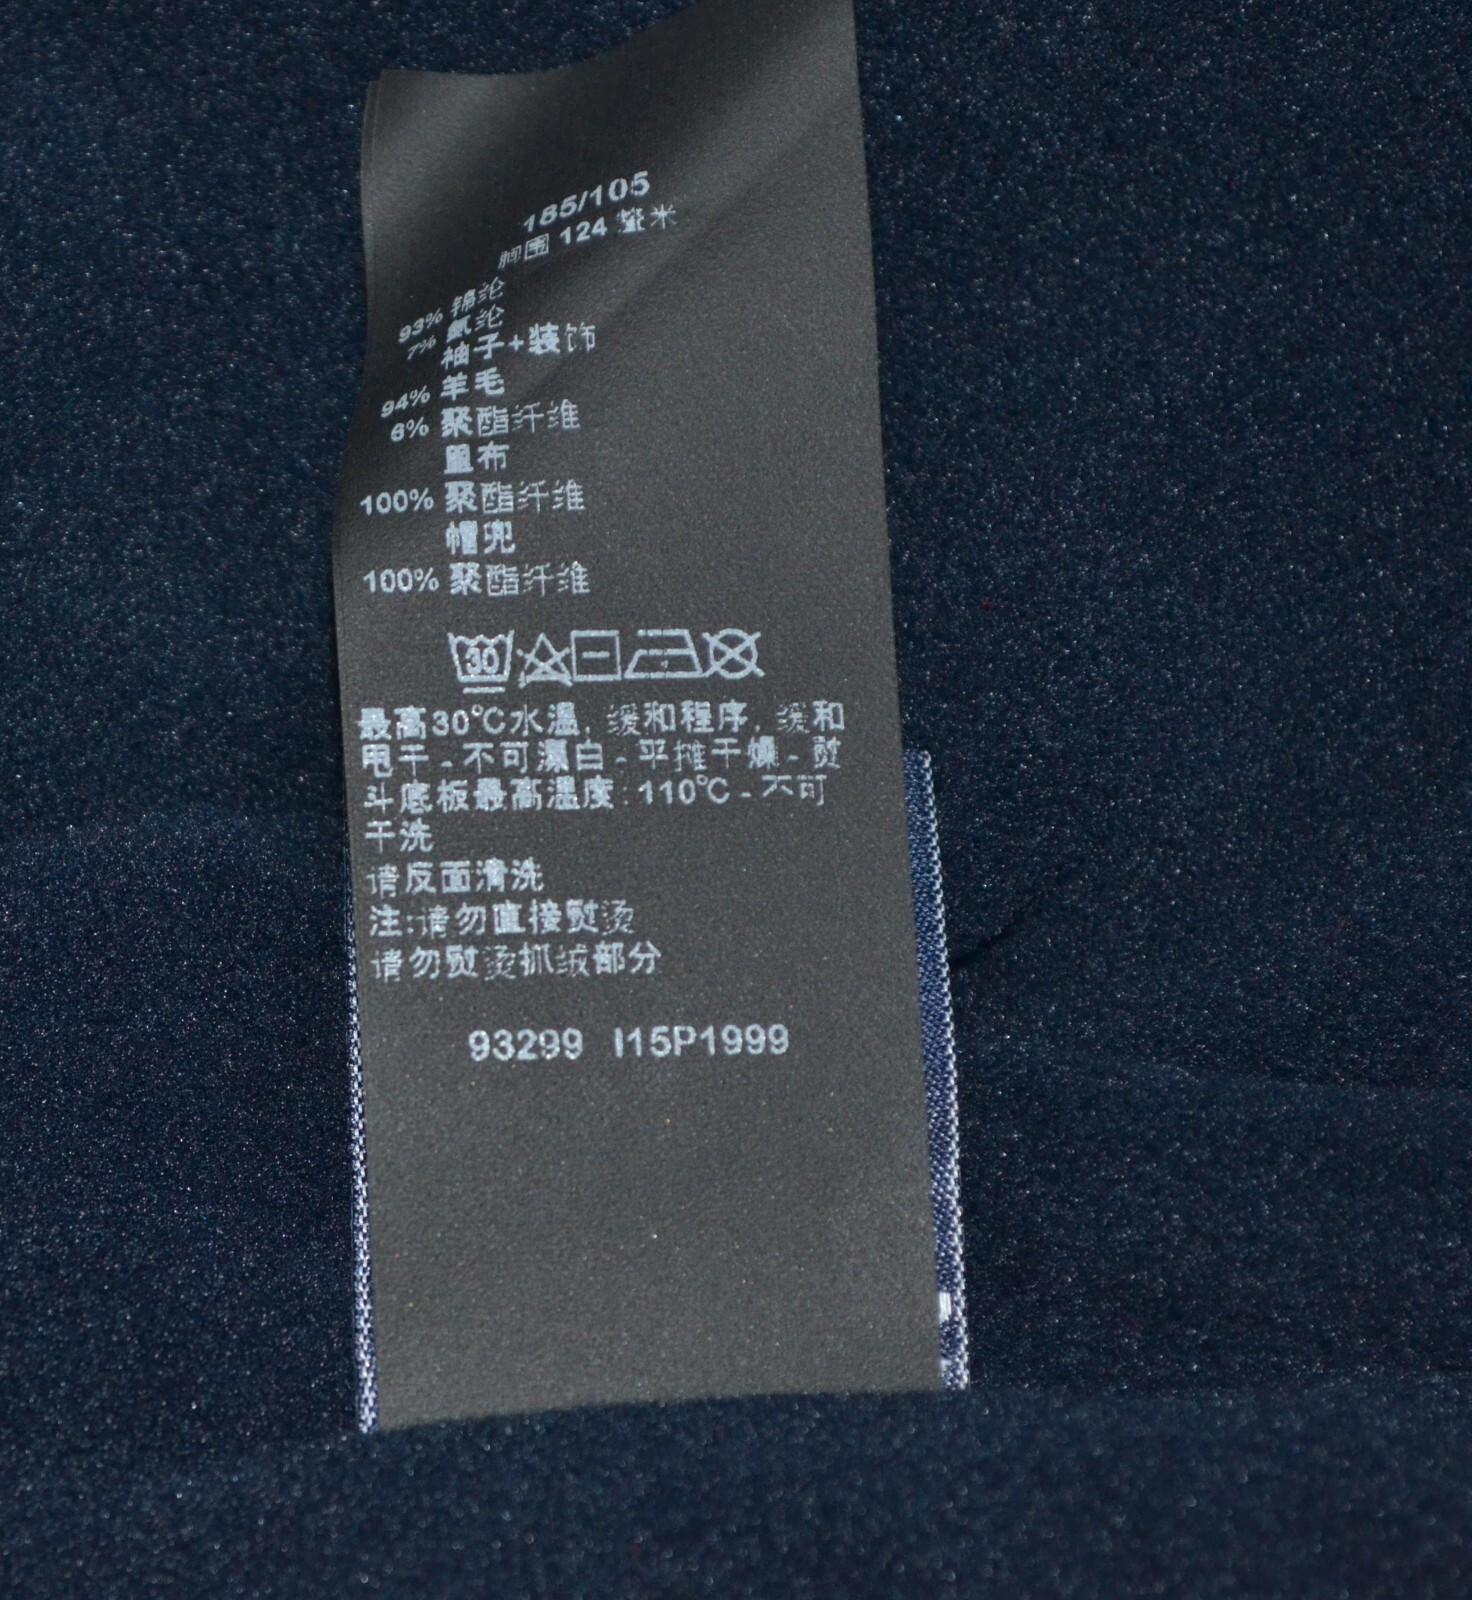 185/105
胸围 124 釐米
93% 锦纶
7% 氨纶
袖子+装饰
94% 羊毛
6% 聚酯纤维
里布
100% 聚酯纤维
帽兜
100% 聚酯纤维
30
最高30℃水温, 缓和程序, 缓和
甩干 - 不可漂白 - 平摊干燥 - 熨
斗底板最高温度: 110℃ - 不可
干洗
请反面清洗
注:请勿直接熨烫
请勿熨烫抓绒部分
93299 I15P1999